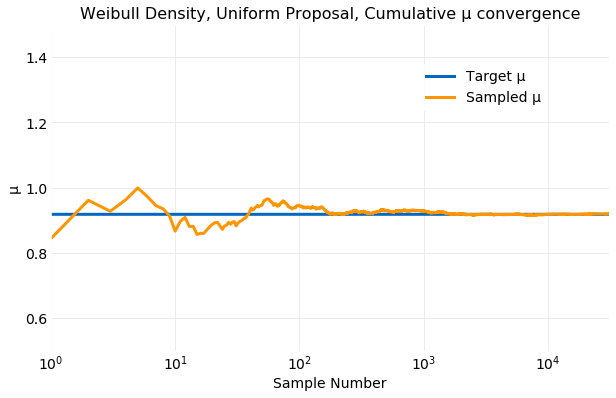 Weibull Density, Uniform Proposal, Cumulative μ convergence
1.4
Target μ
Sampled μ
1.2
μ
1.0
0.8
0.6
10⁰
10¹
10²
10³
10⁴
Sample Number